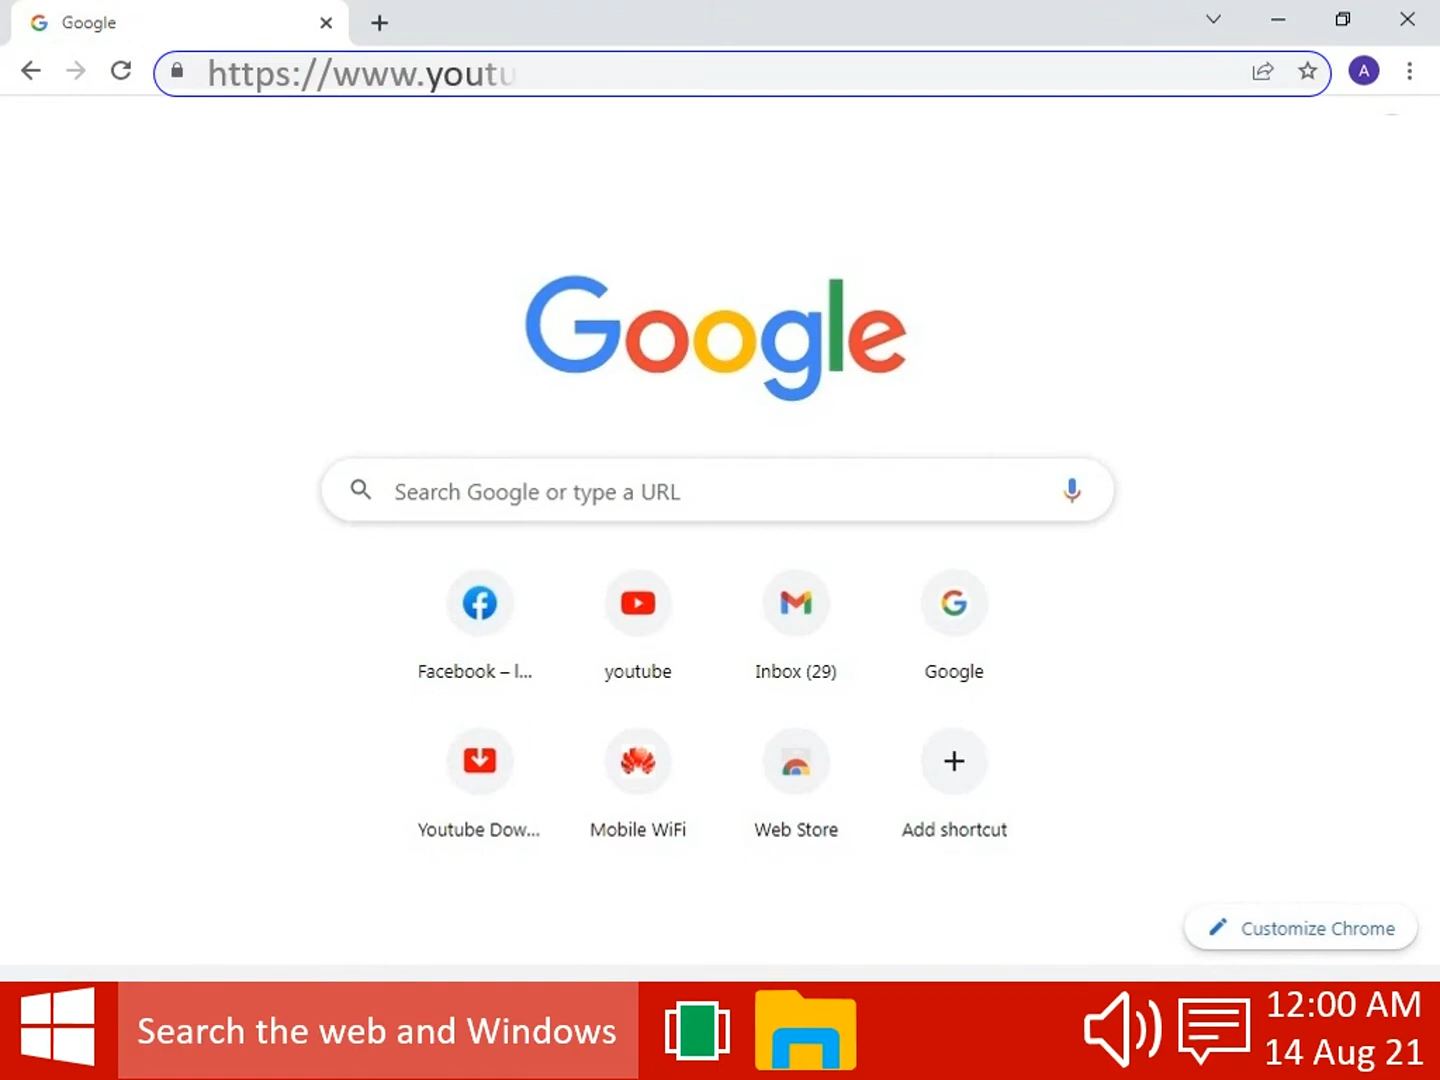 Google
https://www.youtu
A
Google
Search Google or type a URL
Facebook – l...
youtube
Inbox (29)
Google
Youtube Dow...
Mobile WiFi
Web Store
Add shortcut
Customize Chrome
Search the web and Windows
12:00 AM
14 Aug 21